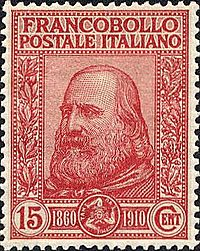 FRANCOBOLLO
POSTALE ITALIANO
15 1860 1910 CENT